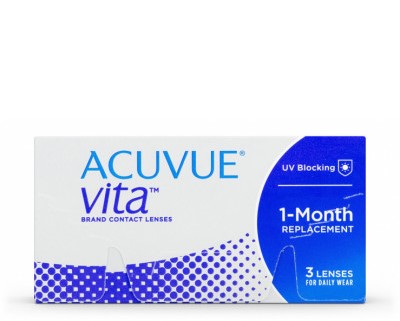 ACUVUE®
vita™
BRAND CONTACT LENSES
UV Blocking
1-Month
REPLACEMENT
3 LENSES
FOR DAILY WEAR